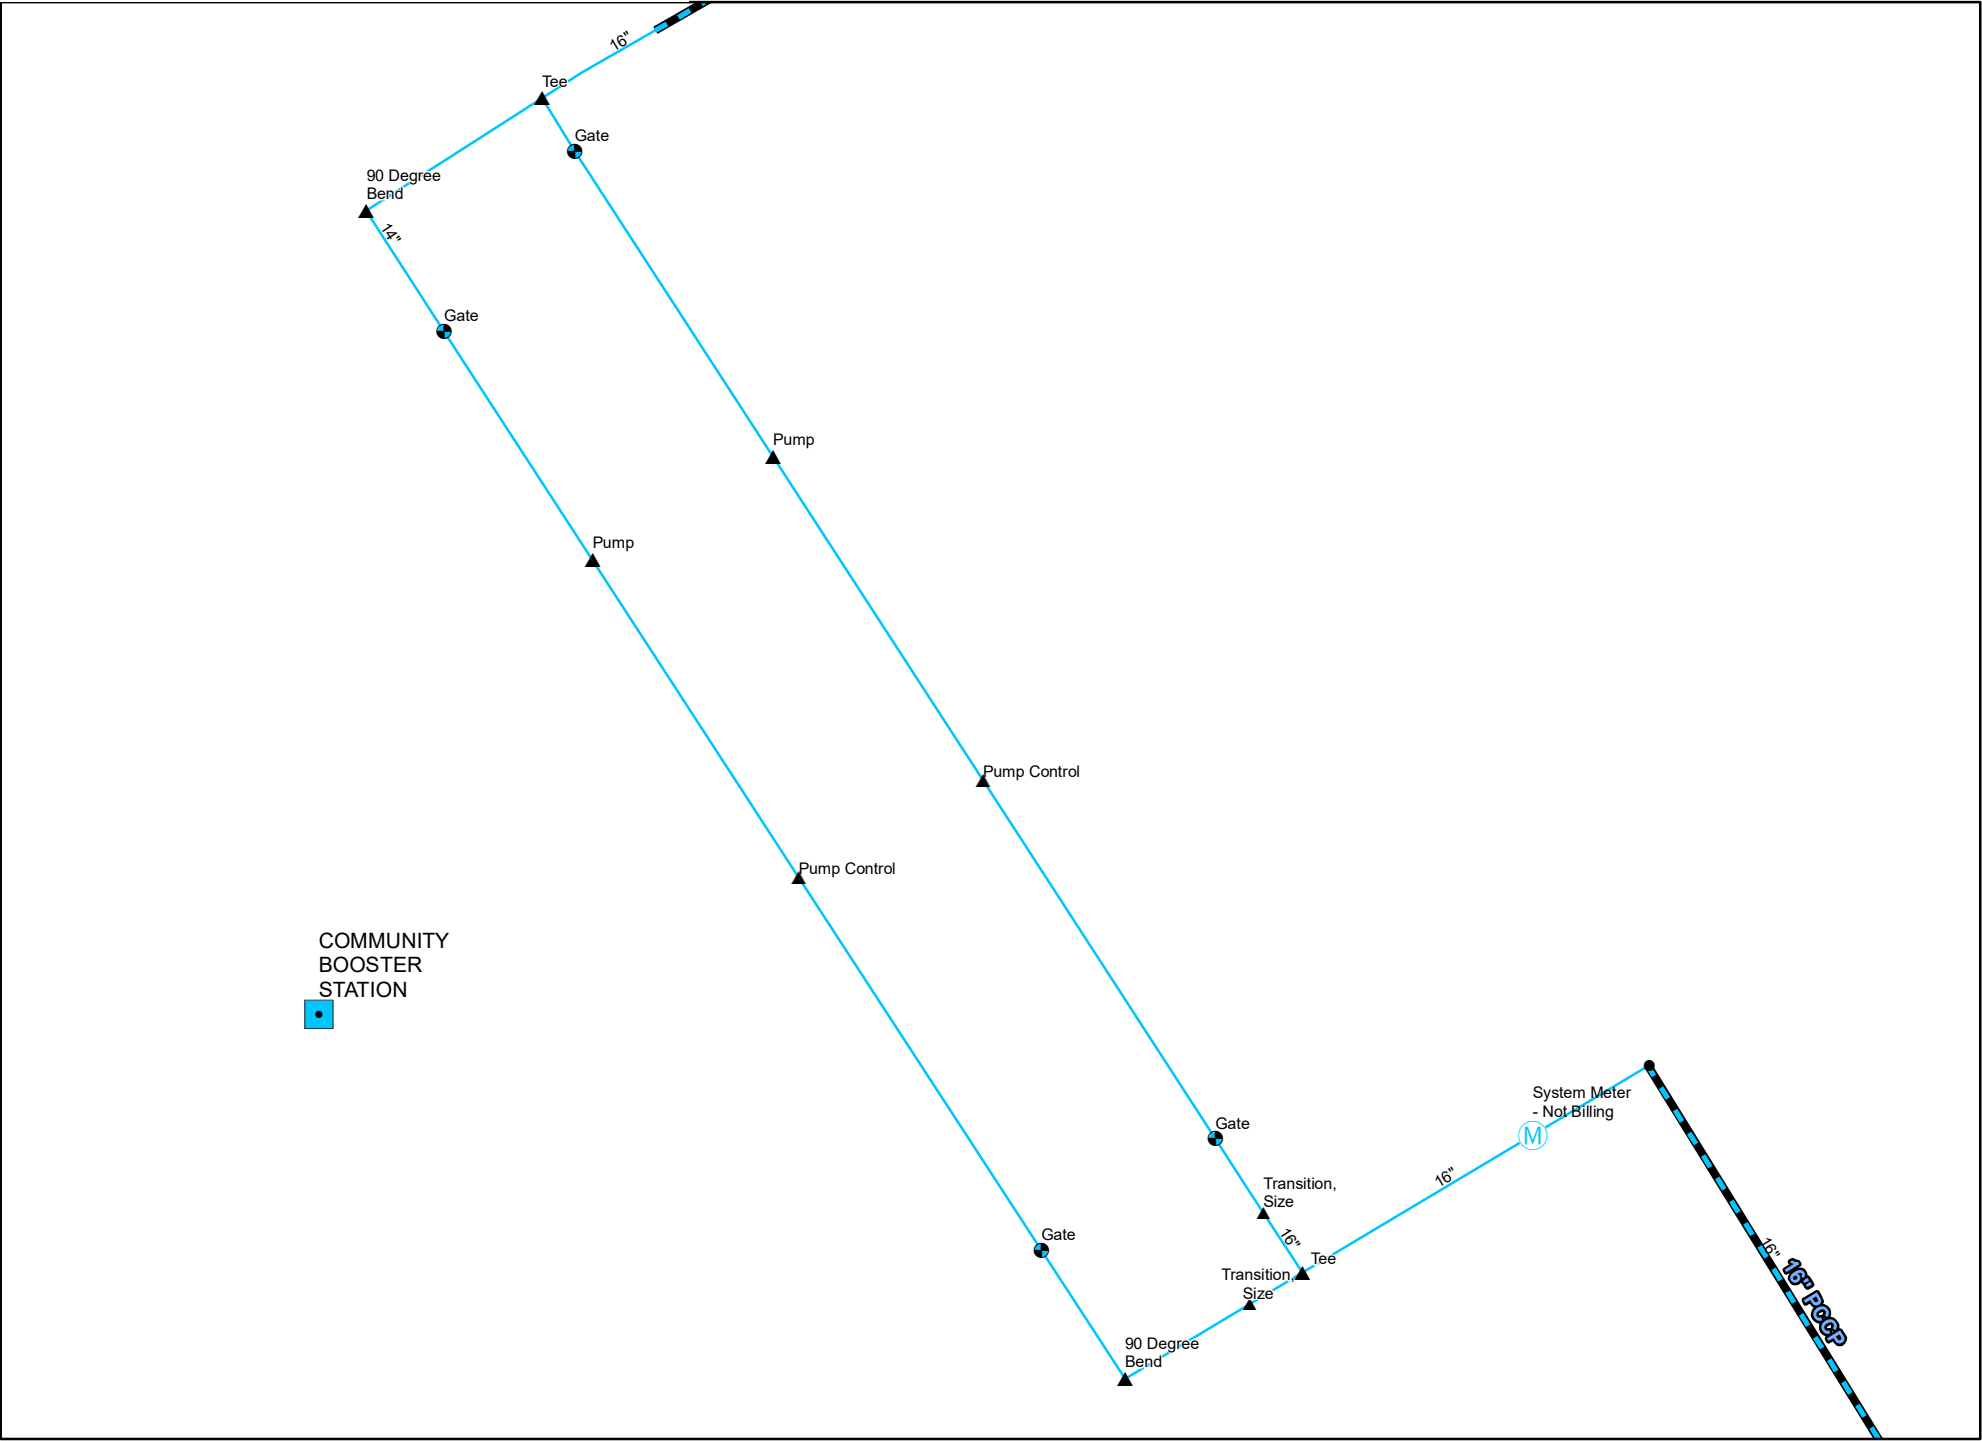 16"
Tee
Gate
90 Degree
Bend
14"
Gate
Pump
Pump
Pump Control
Pump Control
COMMUNITY
BOOSTER
STATION
System Meter
- Not Billing
M
Gate
16"
Transition,
Size
16"
Gate
Tee
16"
Transition,
Size
16" PCCP
90 Degree
Bend